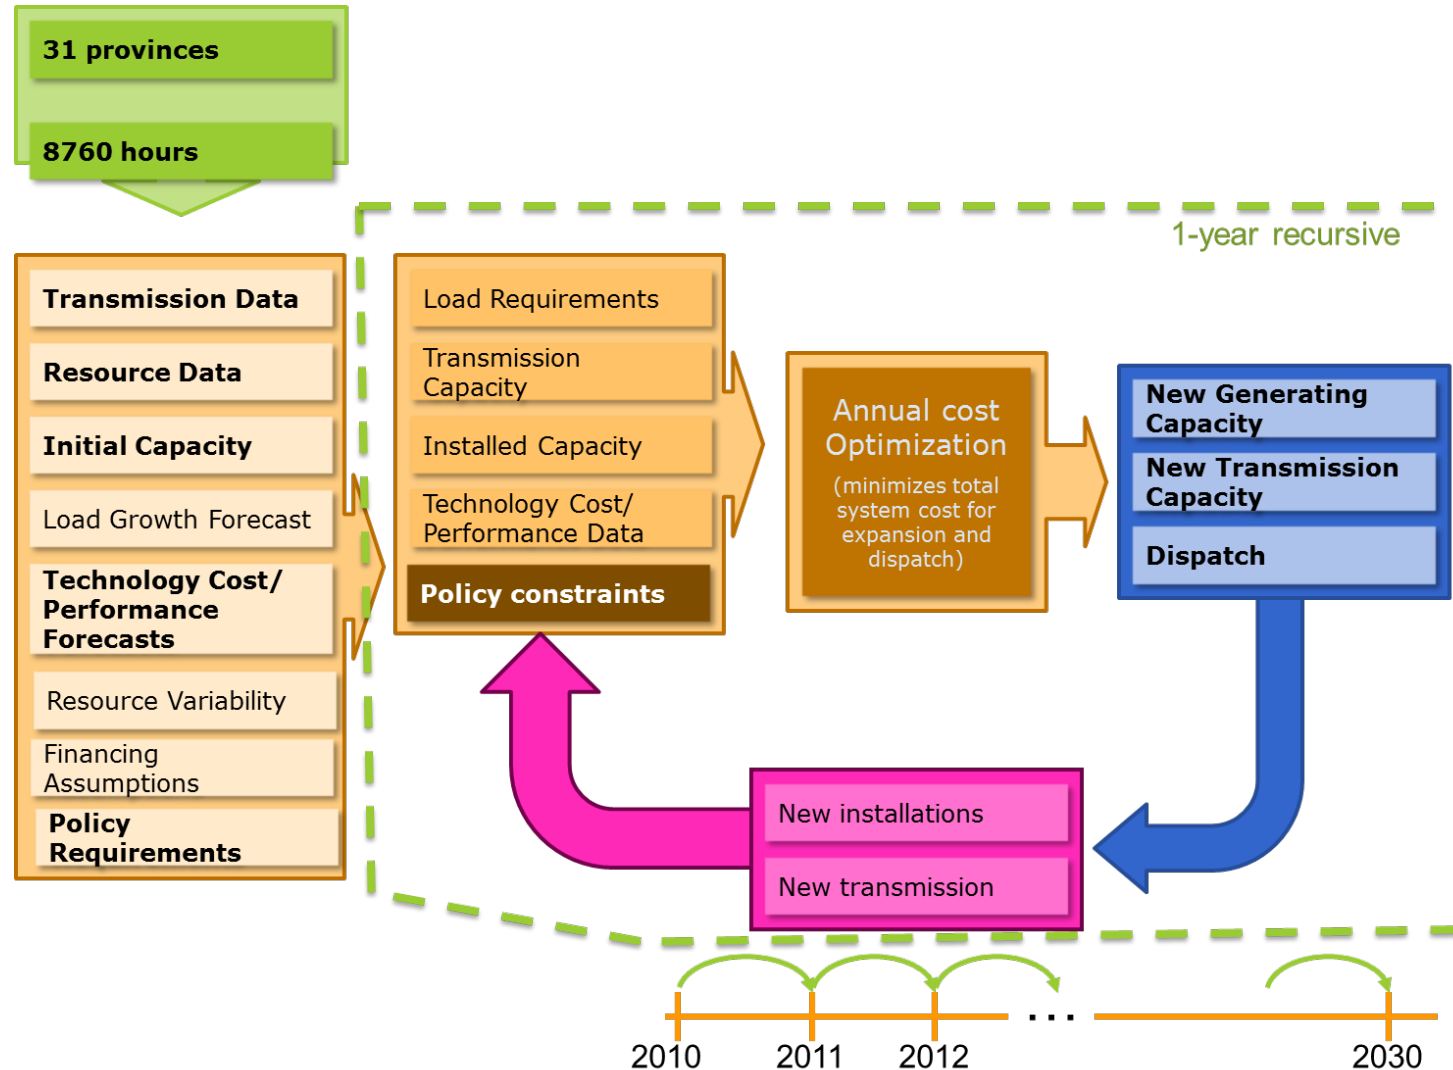 31 provinces
8760 hours
1-year recursive
Transmission Data
Resource Data
Initial Capacity
Load Growth Forecast
Technology Cost/
Performance
Forecasts
Resource Variability
Financing
Assumptions
Policy
Requirements
Load Requirements
Transmission
Capacity
Installed Capacity
Technology Cost/
Performance Data
Policy constraints
Annual cost
Optimization
(minimizes total
system cost for
expansion and
dispatch)
New Generating
Capacity
New Transmission
Capacity
Dispatch
New installations
New transmission
...
2010
2011
2012
2030